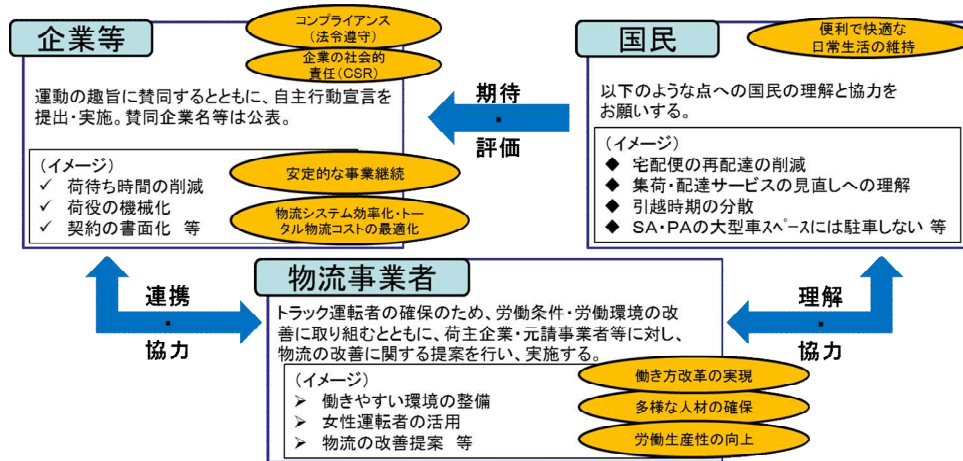 企業等
コンプライアンス
(法令遵守)
企業の社会的
責任(CSR)
運動の趣旨に賛同するとともに、自主行動宣言を
提出・実施。賛同企業名等は公表。
(イメージ)
✓ 荷待ち時間の削減
✓ 荷役の機械化
✓ 契約の書面化 等
安定的な事業継続
物流システム効率化・トー
タル物流コストの最適化
期待
・
評価
国民
便利で快適な
日常生活の維持
以下のような点への国民の理解と協力を
お願いする。
(イメージ)
◆ 宅配便の再配達の削減
◆ 集荷・配達サービスの見直しへの理解
◆ 引越時期の分散
◆ SA・PAの大型車スペースには駐車しない 等
連携
・
協力
物流事業者
トラック運転者の確保のため、労働条件・労働環境の改
善に取り組むとともに、荷主企業・元請事業者等に対し、
物流の改善に関する提案を行い、実施する。
(イメージ)
➢ 働きやすい環境の整備
➢ 女性運転者の活用
➢ 物流の改善提案 等
働き方改革の実現
多様な人材の確保
労働生産性の向上
理解
・
協力